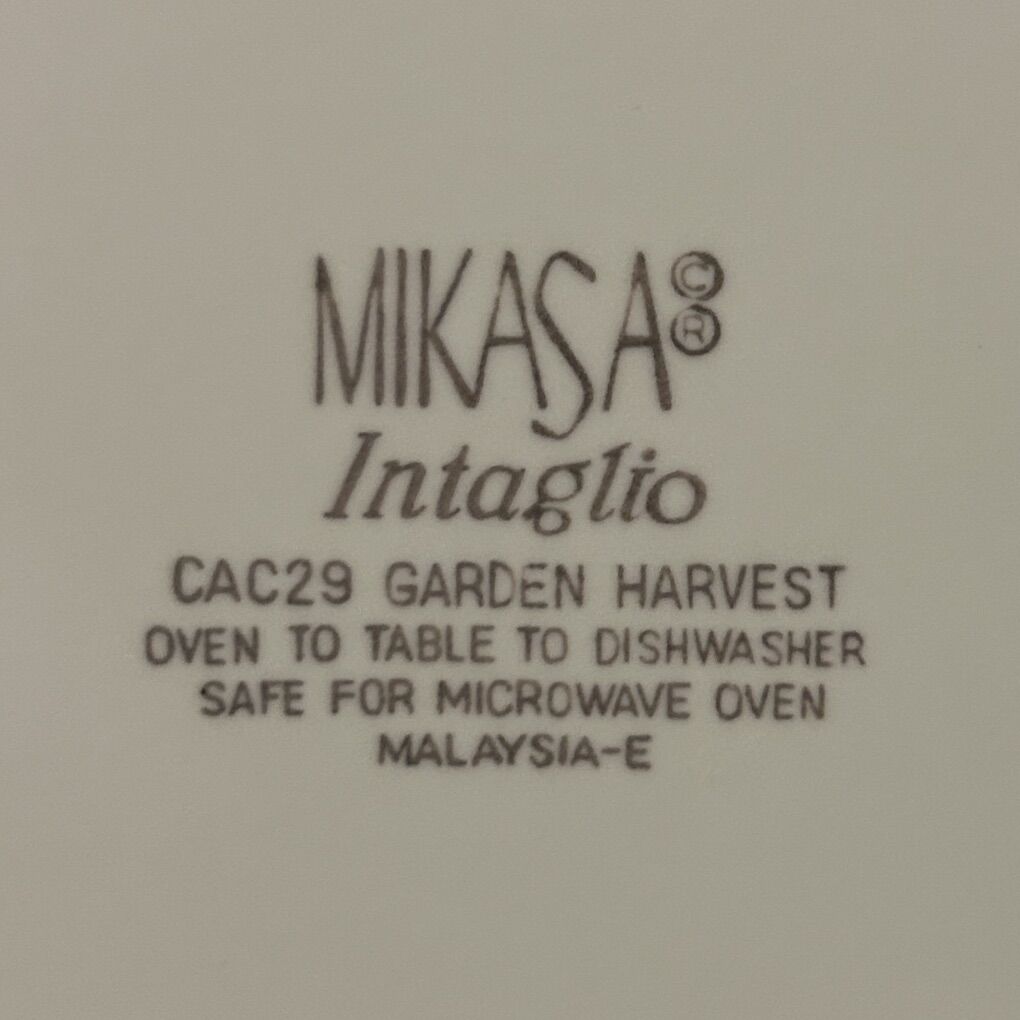 MIKASA©®
Intaglio
CAC29 GARDEN HARVEST
OVEN TO TABLE TO DISHWASHER
SAFE FOR MICROWAVE OVEN
MALAYSIA-E